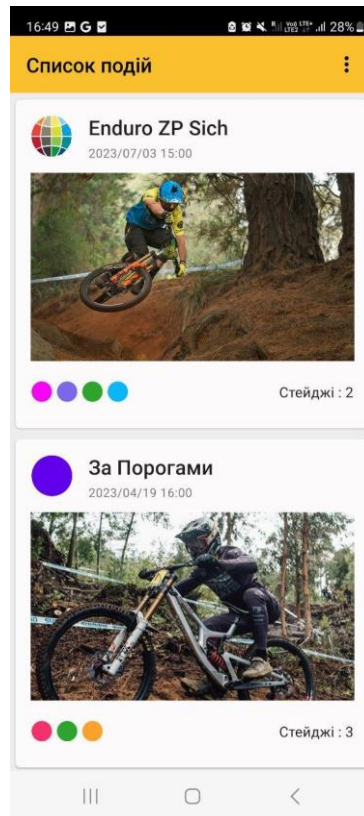 16:49
28%
Список подій
Enduro ZP Sich
2023/07/03 15:00
Стейджі : 2
За Порогами
2023/04/19 16:00
Стейджі : 3